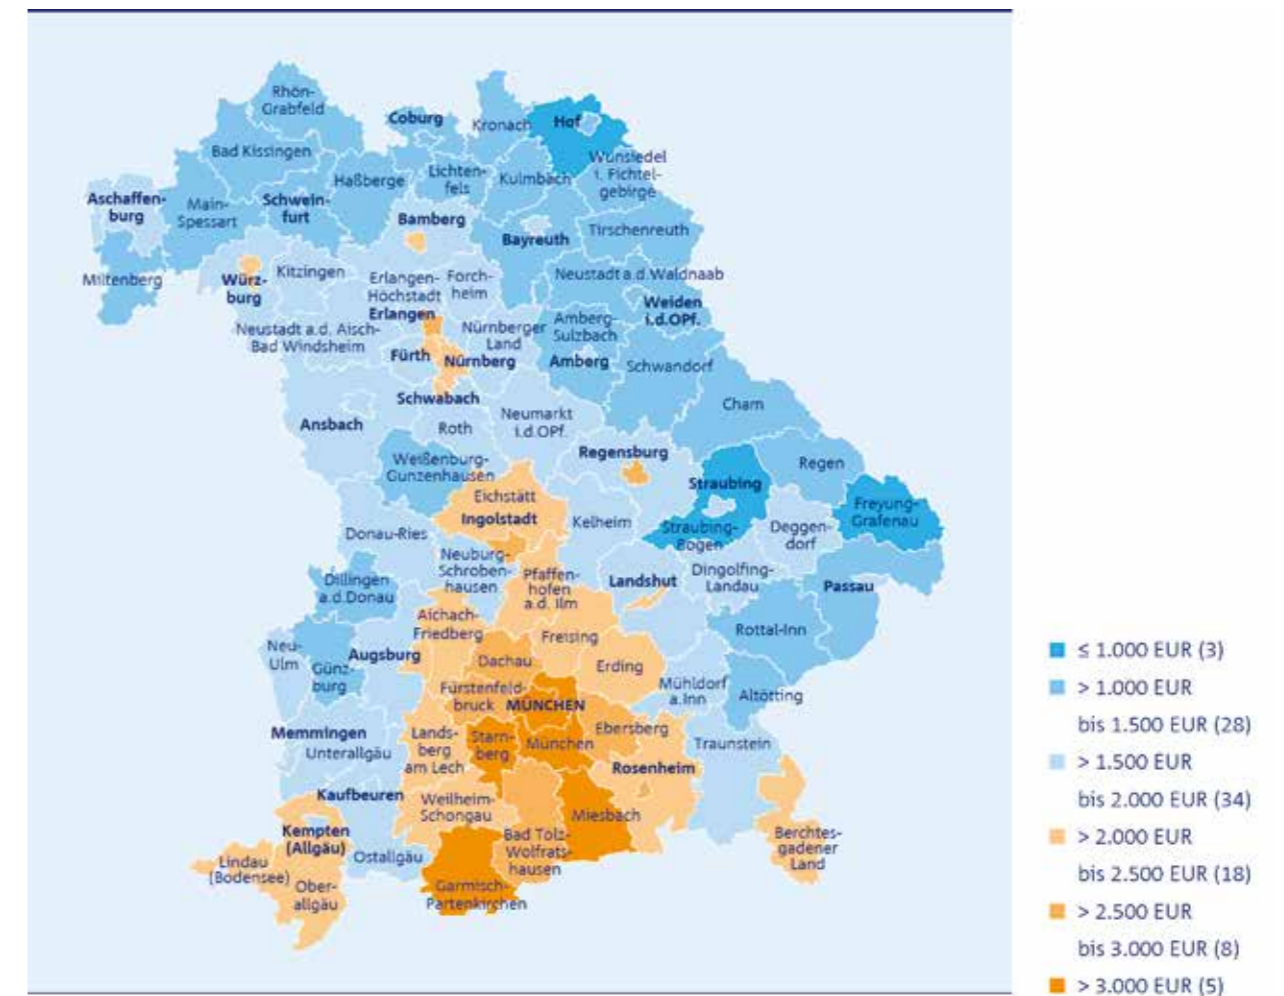 Rhön-
Grabfeld
Coburg
Kronach
Hof
Bad Kissingen
Wunsiedel
i. Fichtel-
gebirge
Haßberge
Lichten-
fels
Kulmbach
Aschaffen-
burg
Main-
Spessart
Schwein-
furt
Bamberg
Bayreuth
Tirschenreuth
Miltenberg
Würz-
burg
Kitzingen
Erlangen-
Höchstadt
Forch-
heim
Neustadt a.d.Waldnaab
Erlangen
Weiden
i.d.OPf.
Neustadt a.d. Aisch-
Bad Windsheim
Nürnberger
Land
Amberg-
Sulzbach
Fürth
Nürnberg
Amberg
Schwandorf
Schwabach
Ansbach
Roth
Neumarkt
i.d.OPf.
Cham
Regensburg
Weißenburg-
Gunzenhausen
Regen
Straubing
Eichstätt
Ingolstadt
Kelheim
Straubing-
Bogen
Deggen-
dorf
Freyung-
Grafenau
Donau-Ries
Neuburg-
Schroben-
hausen
Pfaffen-
hofen
a.d. Ilm
Landshut
Dingolfing-
Landau
Passau
Dillingen
a.d.Donau
Aichach-
Friedberg
Freising
Rottal-Inn
Neu-
Ulm
Günz-
burg
Augsburg
Dachau
Erding
Fürstenfeld-
bruck
MÜNCHEN
Mühldorf
a.Inn
Altötting
Memmingen
Unterallgäu
Lands-
berg
am Lech
Starn-
berg
München
Ebersberg
Traunstein
Rosenheim
Kaufbeuren
Weilheim-
Schongau
Miesbach
Kempten
(Allgäu)
Bad Tölz-
Wolfrats-
hausen
Berchtes-
gadener
Land
Lindau
(Bodensee)
Ober-
allgäu
Ostallgäu
Garmisch-
Partenkirchen
≤ 1.000 EUR (3)
> 1.000 EUR
bis 1.500 EUR (28)
> 1.500 EUR
bis 2.000 EUR (34)
> 2.000 EUR
bis 2.500 EUR (18)
> 2.500 EUR
bis 3.000 EUR (8)
> 3.000 EUR (5)